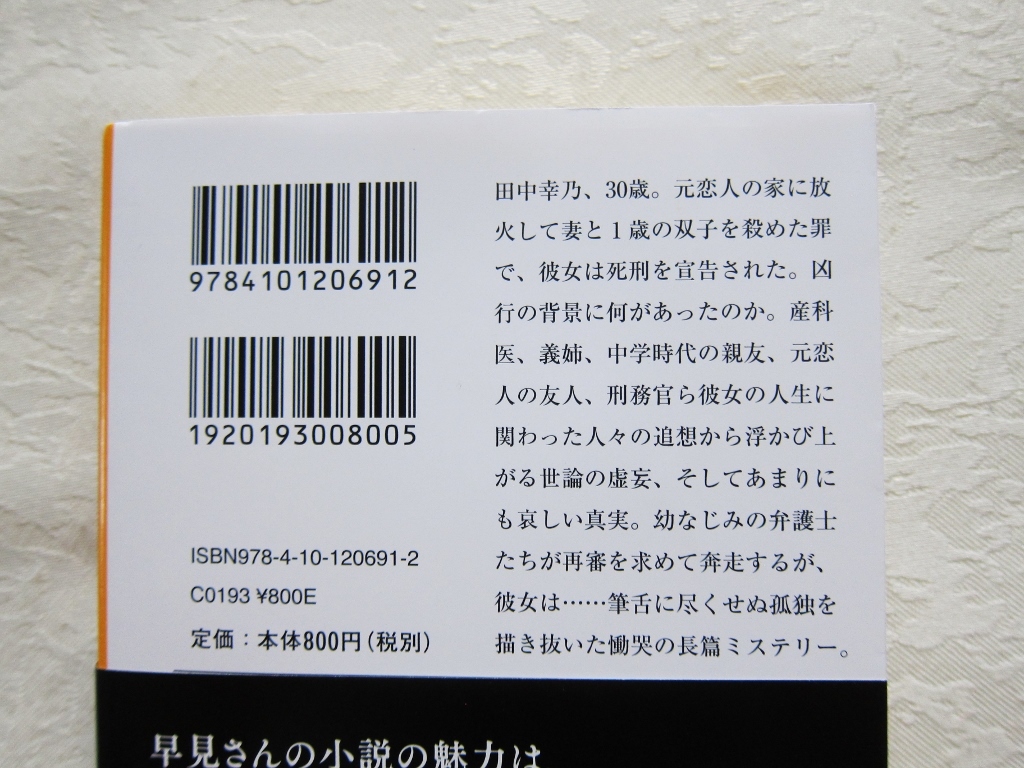 9784101206912
1920193008005
ISBN978-4-10-120691-2
C0193 ¥800E
定価：本体800円（税別）
田中幸乃、30歳。元恋人の家に放
火して妻と1歳の双子を殺めた罪
で、彼女は死刑を宣告された。凶
行の背景に何があったのか。産科
医、義姉、中学時代の親友、元恋
人の友人、刑務官ら彼女の人生に
関わった人々の追想から浮かび上
がる世論の虚妄、そしてあまりに
も哀しい真実。幼なじみの弁護士
たちが再審を求めて奔走するが、
彼女は……筆舌に尽くせぬ孤独を
描き抜いた慟哭の長篇ミステリー。
早見さんの小説の魅力は